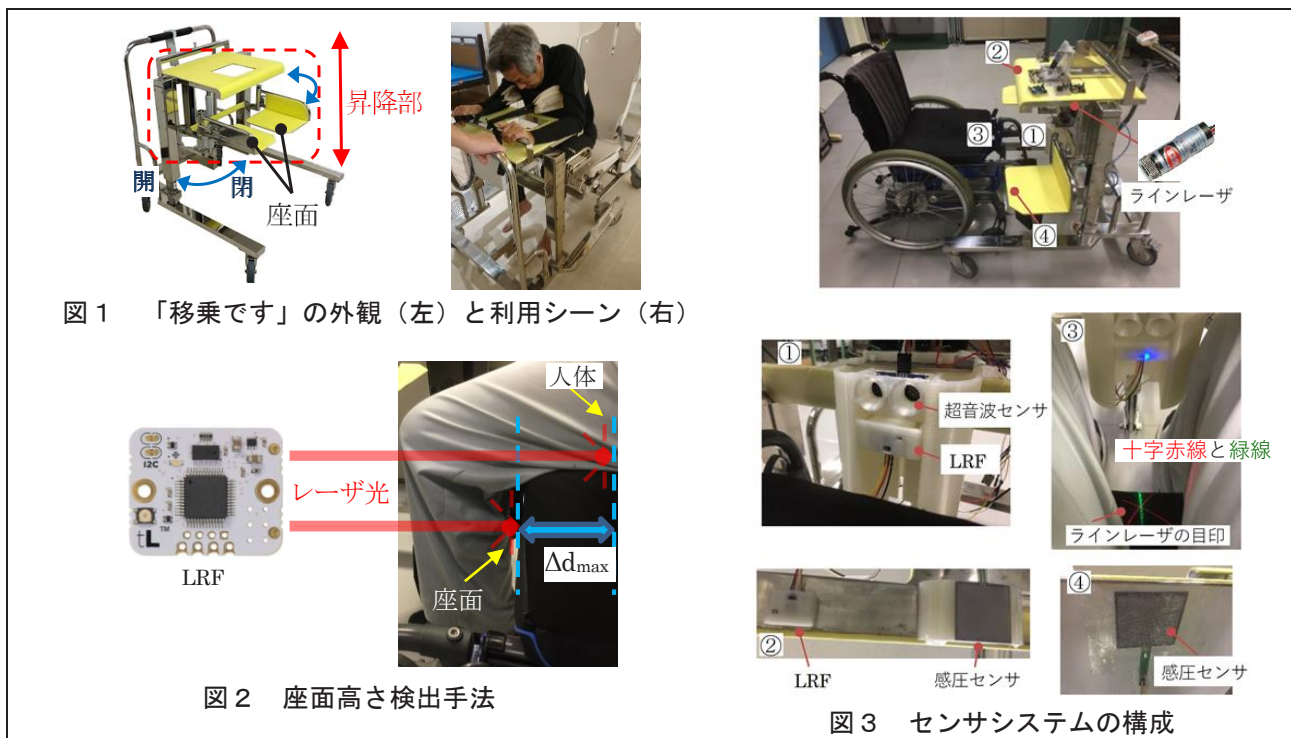 昇降部
開
閉
座面
図1 「移乗です」の外観(左)と利用シーン(右)
I2C
tL
TM
レーザ光
LRF
人体
座面
Δdmax
図2 座面高さ検出手法
②
③
①
④
ラインレーザ
①
超音波センサ
LRF
③
十字赤線と緑線
ラインレーザの目印
②
LRF
感圧センサ
④
感圧センサ
図3 センサシステムの構成